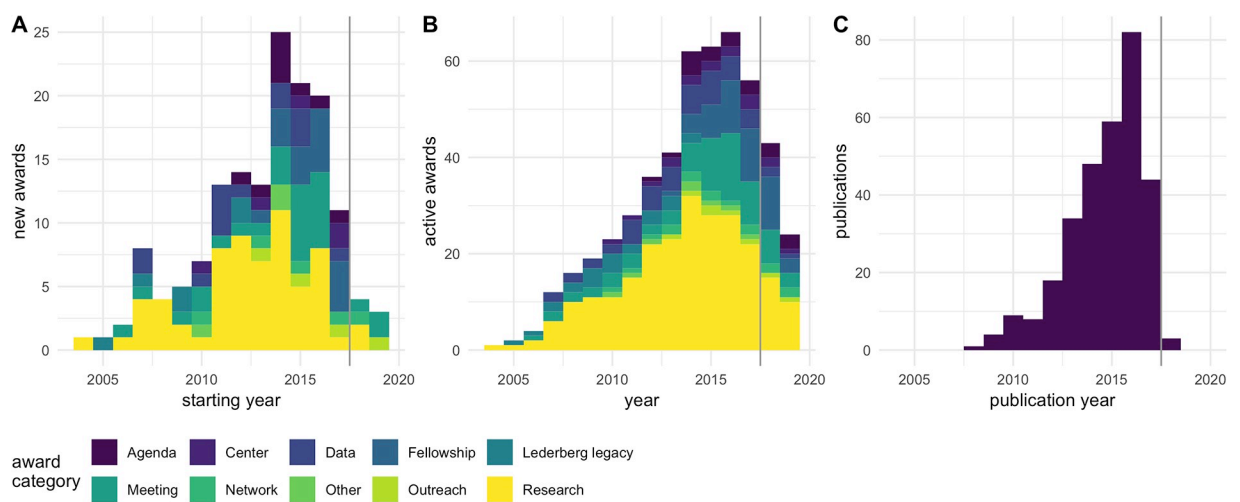 A
25
20
15
10
5
0
new awards
2005
2010
2015
2020
starting year
B
60
40
20
0
active awards
2005
2010
2015
2020
year
C
80
60
40
20
0
publications
2005
2010
2015
2020
publication year
award
category
Agenda
Center
Data
Fellowship
Lederberg legacy
Meeting
Network
Other
Outreach
Research